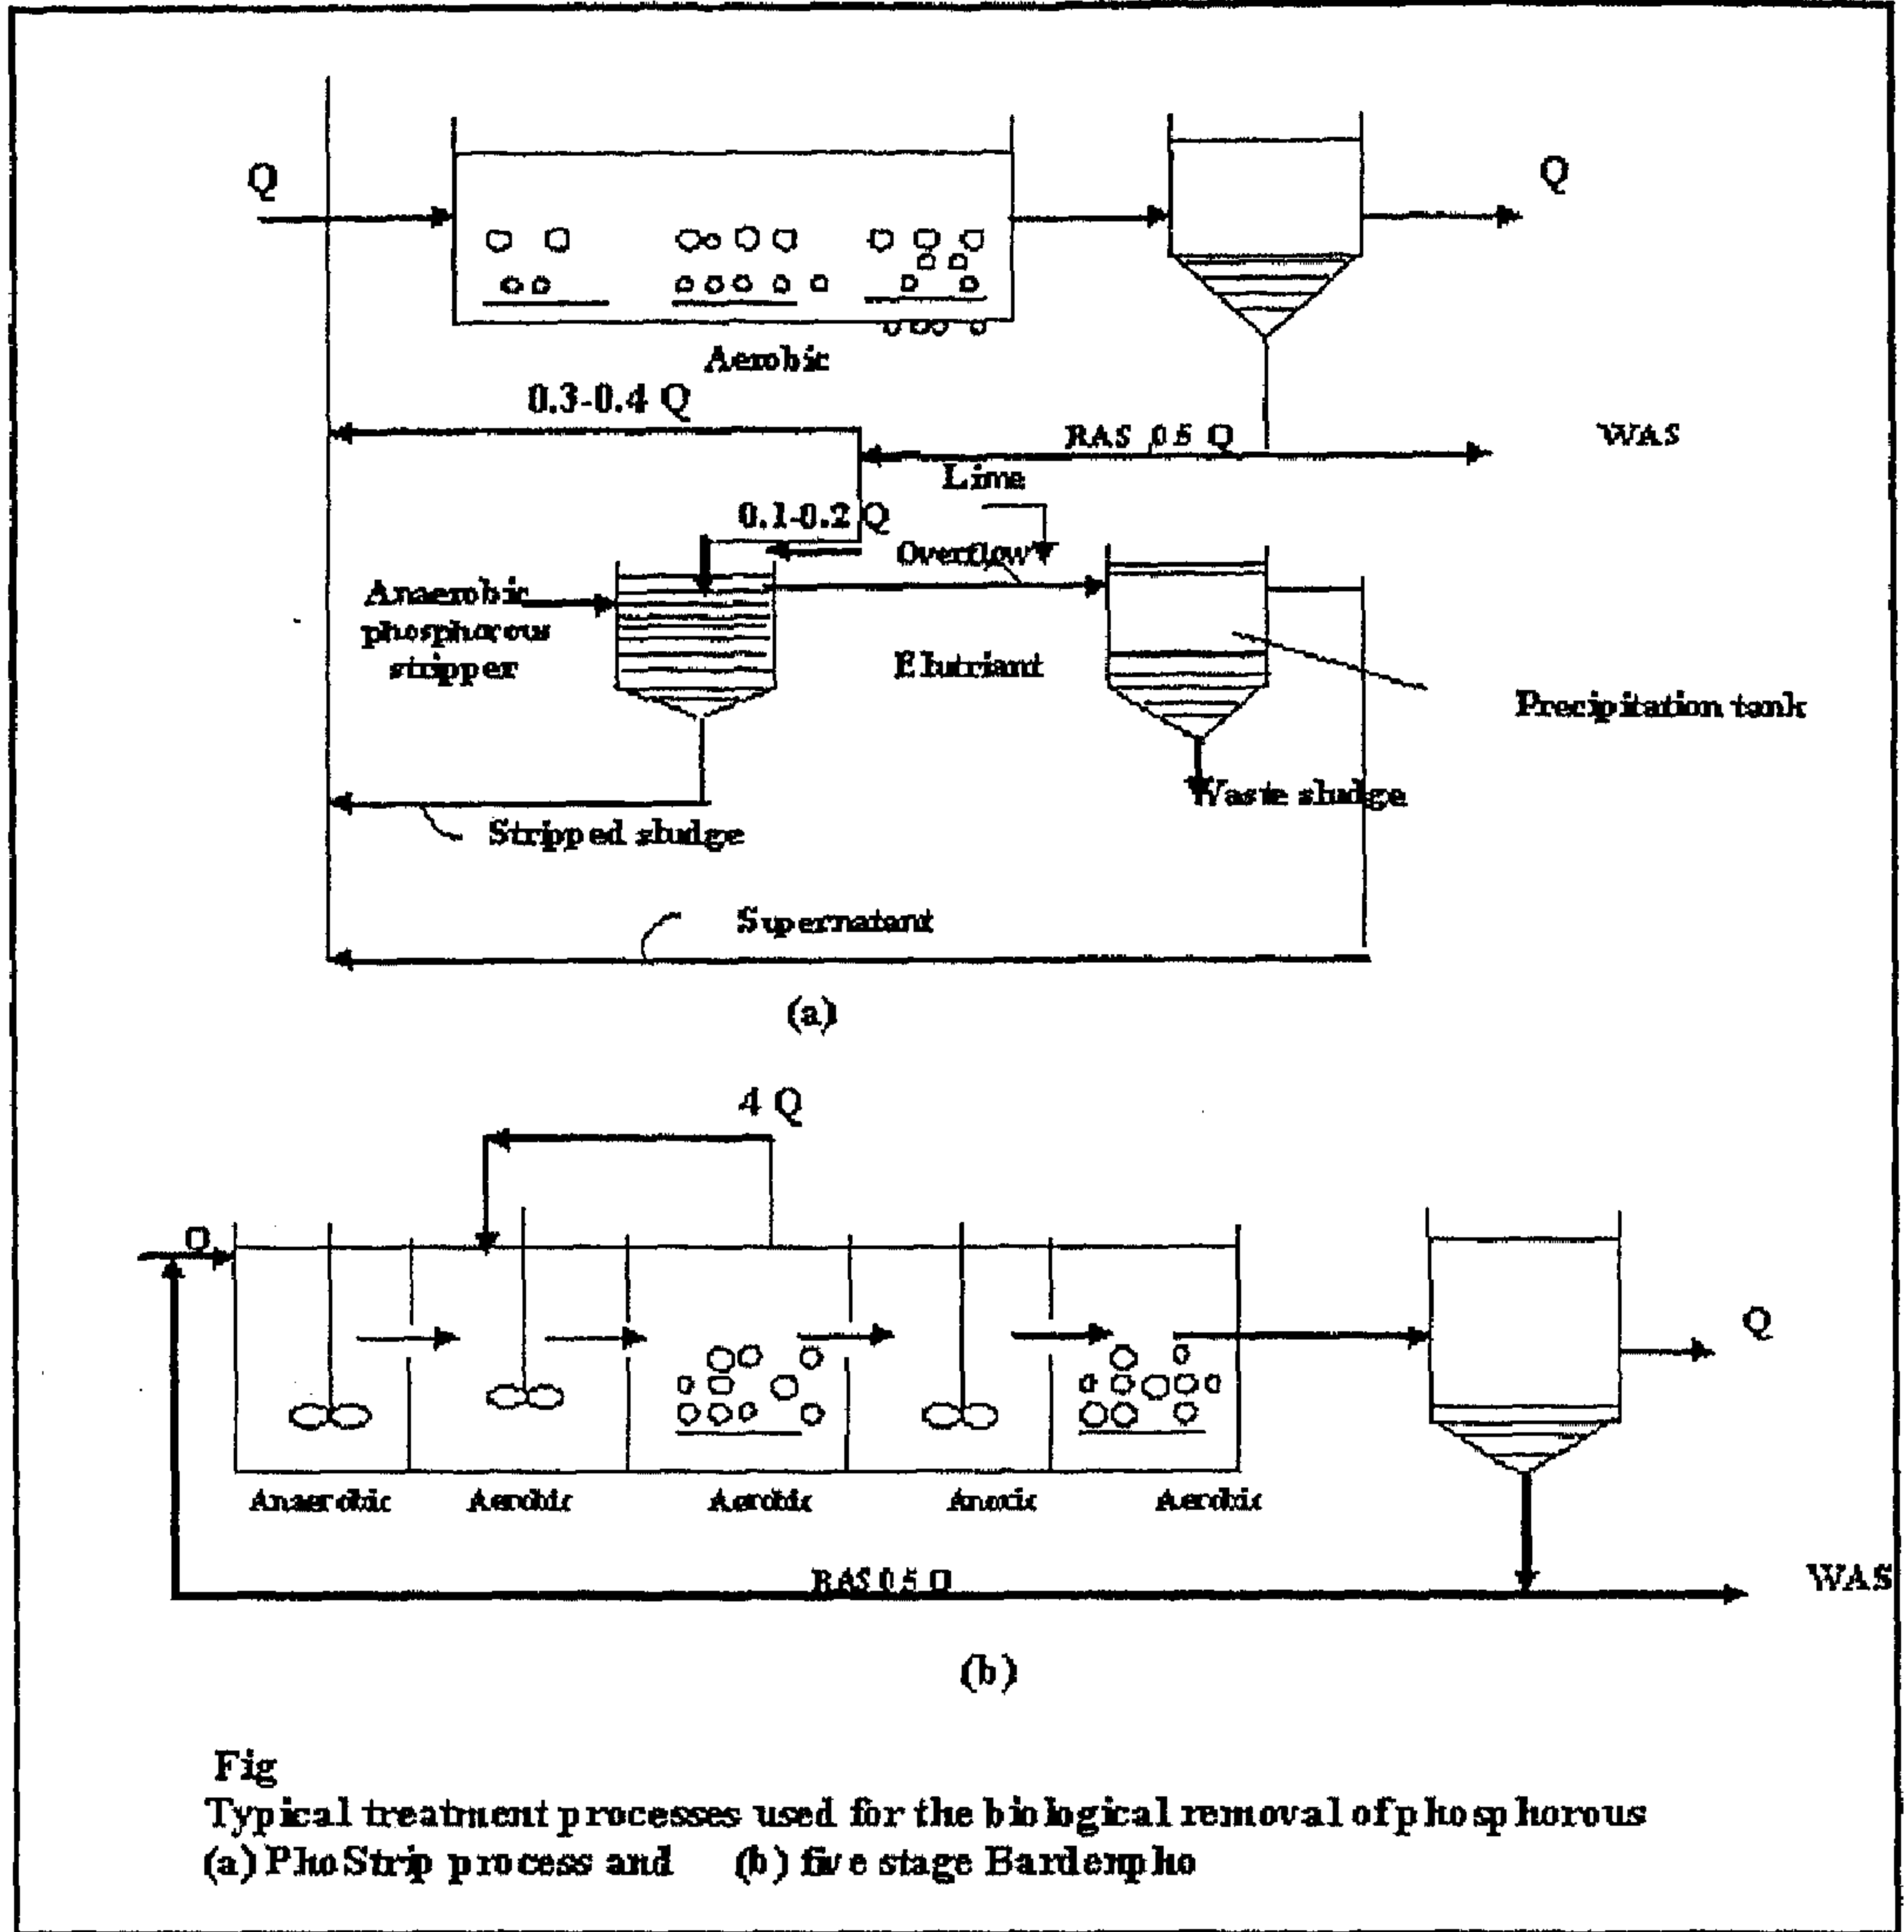 Q
Q
Aerobic
0.3-0.4 Q
RAS 0.5 Q
WAS
Lime
0.1-0.2 Q
Overflow
Anaerobic
phosphorous
stripper
Elutriant
Precipitation tank
Waste sludge
Stripped sludge
Supernatant
(a)
4 Q
Q
Q
Anaerobic
Aerobic
Aerobic
Anoxic
Aerobic
RAS 0.5 Q
WAS
(b)
Fig
Typical treatment processes used for the biological removal of phosphorous
(a) PhoStrip process and (b) five stage Bardenpho